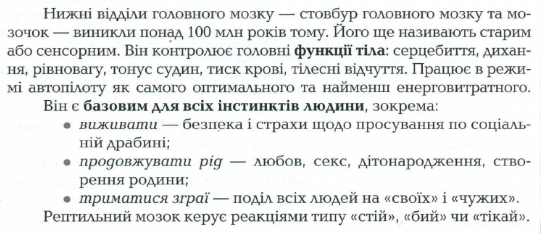 Нижні відділи головного мозку — стовбур головного мозку та мо-
зочок — виникли понад 100 млн років тому. Його ще називають старим
або сенсорним. Він контролює головні функції тіла: серцебиття, дихан-
ня, рівновагу, тонус судин, тиск крові, тілесні відчуття. Працює в режи-
мі автопілоту як самого оптимального та найменш енерговитратного.
Він є базовим для всіх інстинктів людини, зокрема:
● виживати — безпека і страхи щодо просування по соціаль-
ній драбині;
● продовжувати рід — любов, секс, дітонародження, ство-
рення родини;
● триматися зграї — поділ всіх людей на «своїх» і «чужих».
Рептильний мозок керує реакціями типу «стій», «бий» чи «тікай».